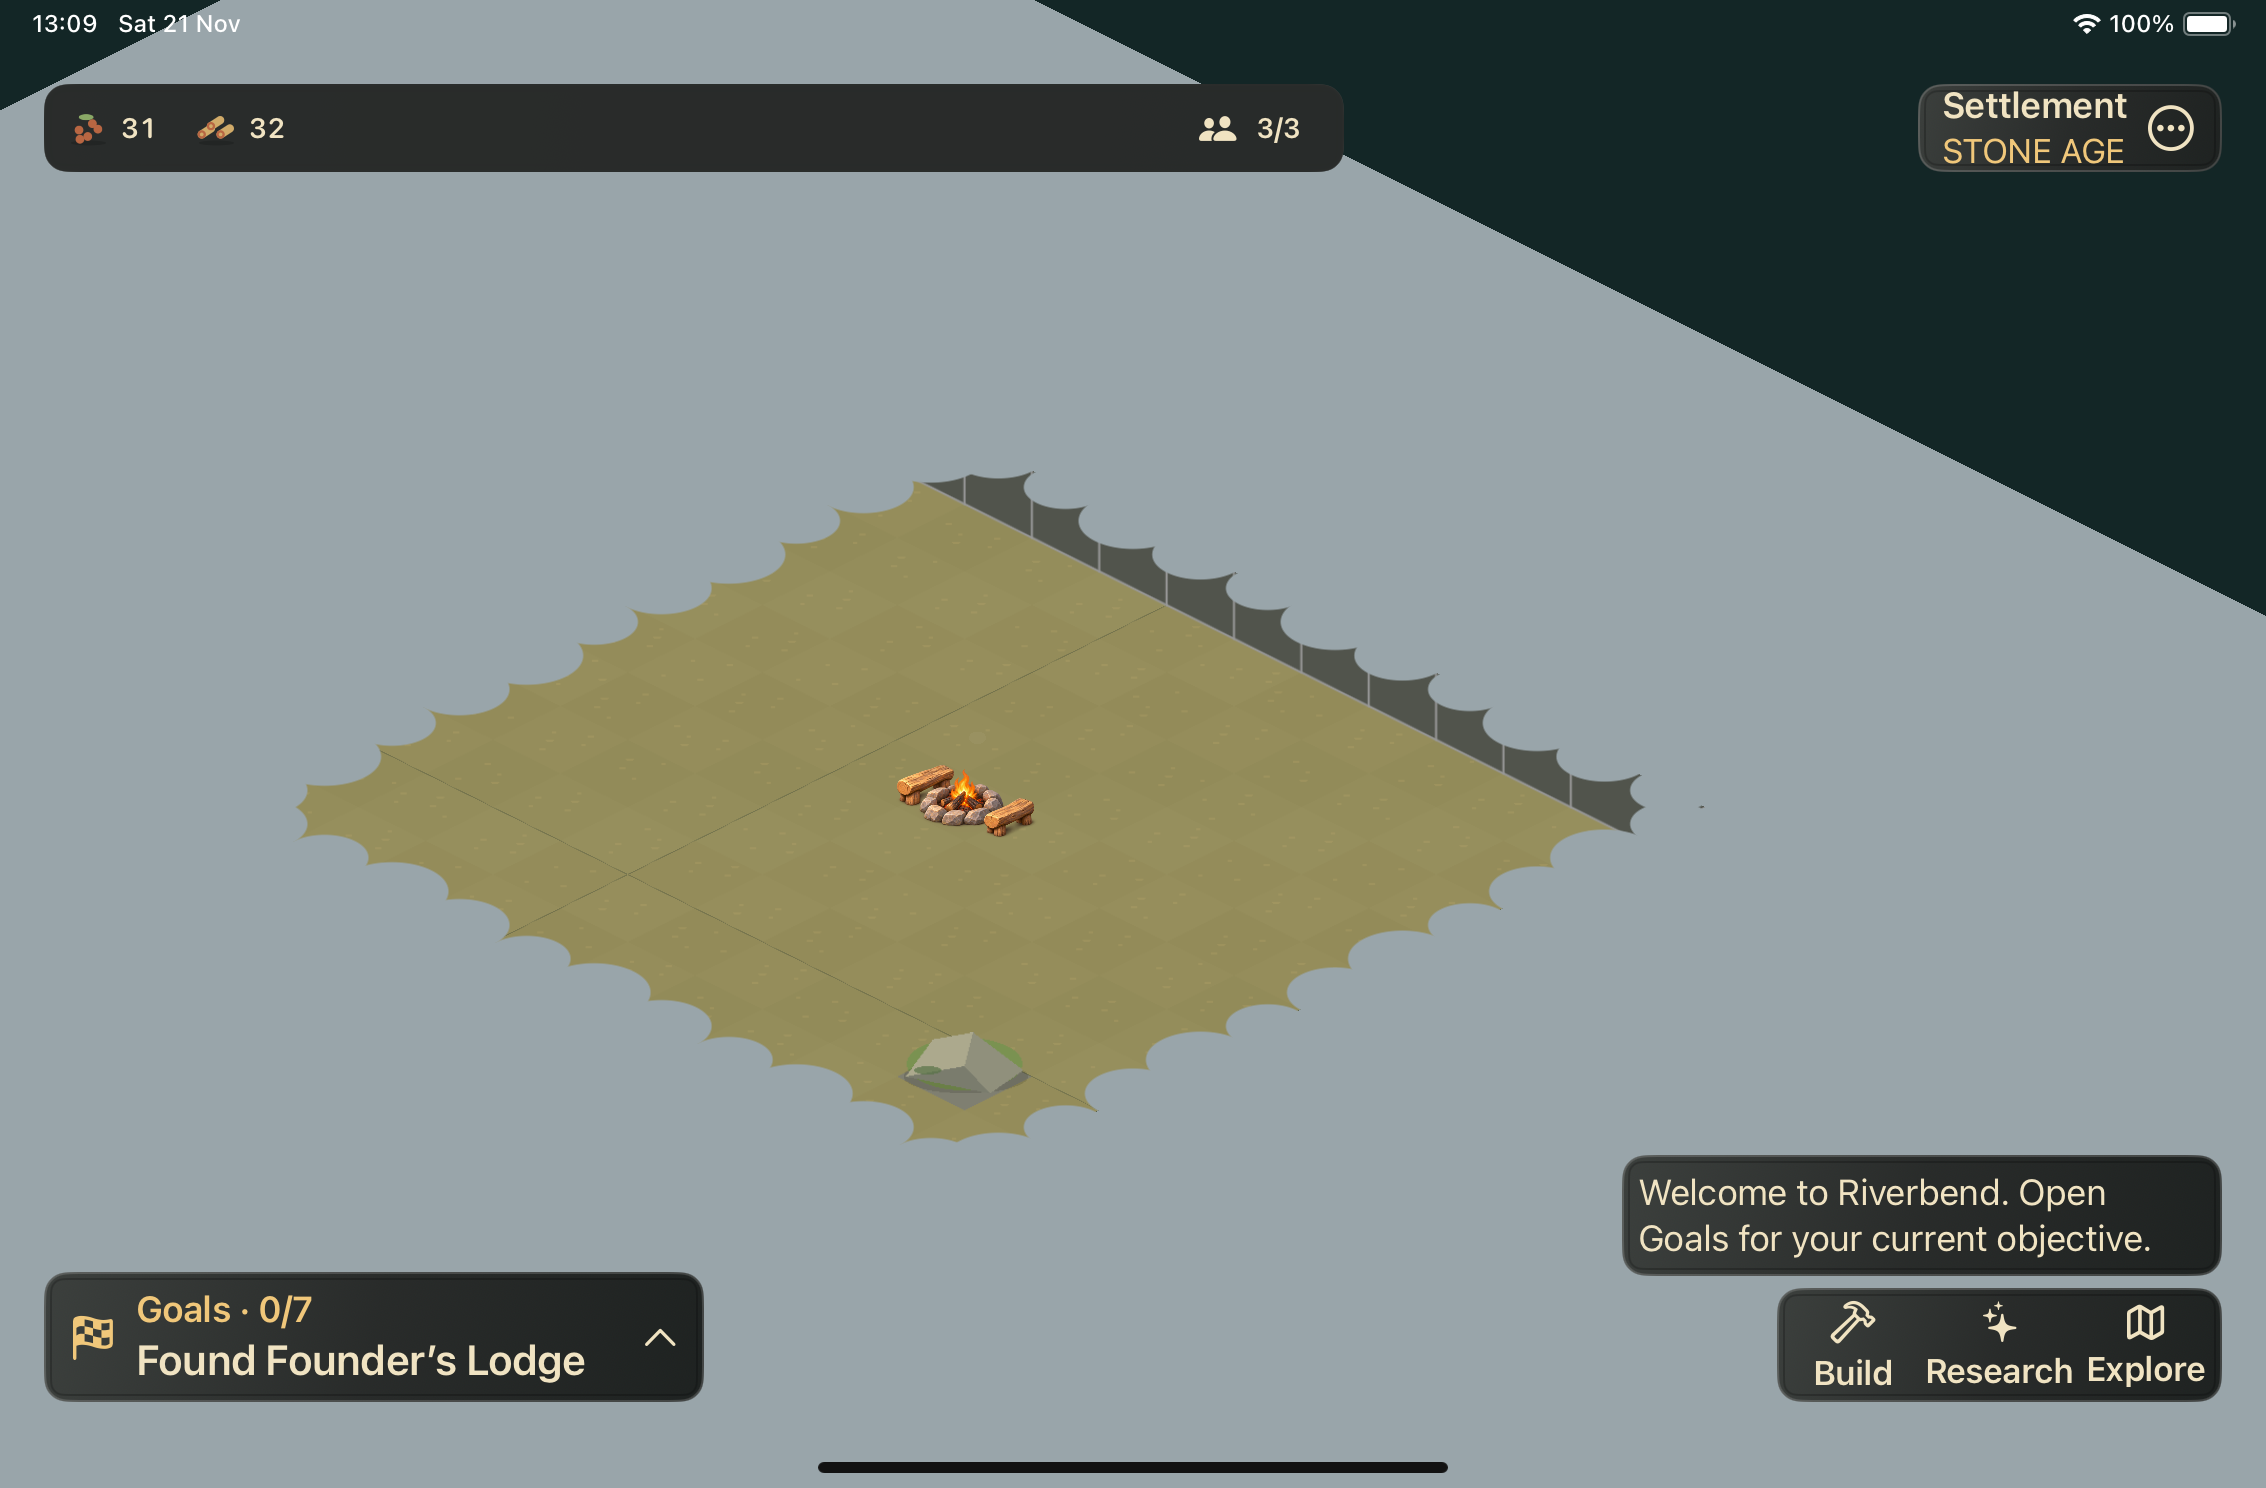 13:09 Sat 21 Nov
100%
31 32 3/3
Settlement
STONE AGE
Welcome to Riverbend. Open
Goals for your current objective.
Goals · 0/7
Found Founder’s Lodge
Build Research Explore